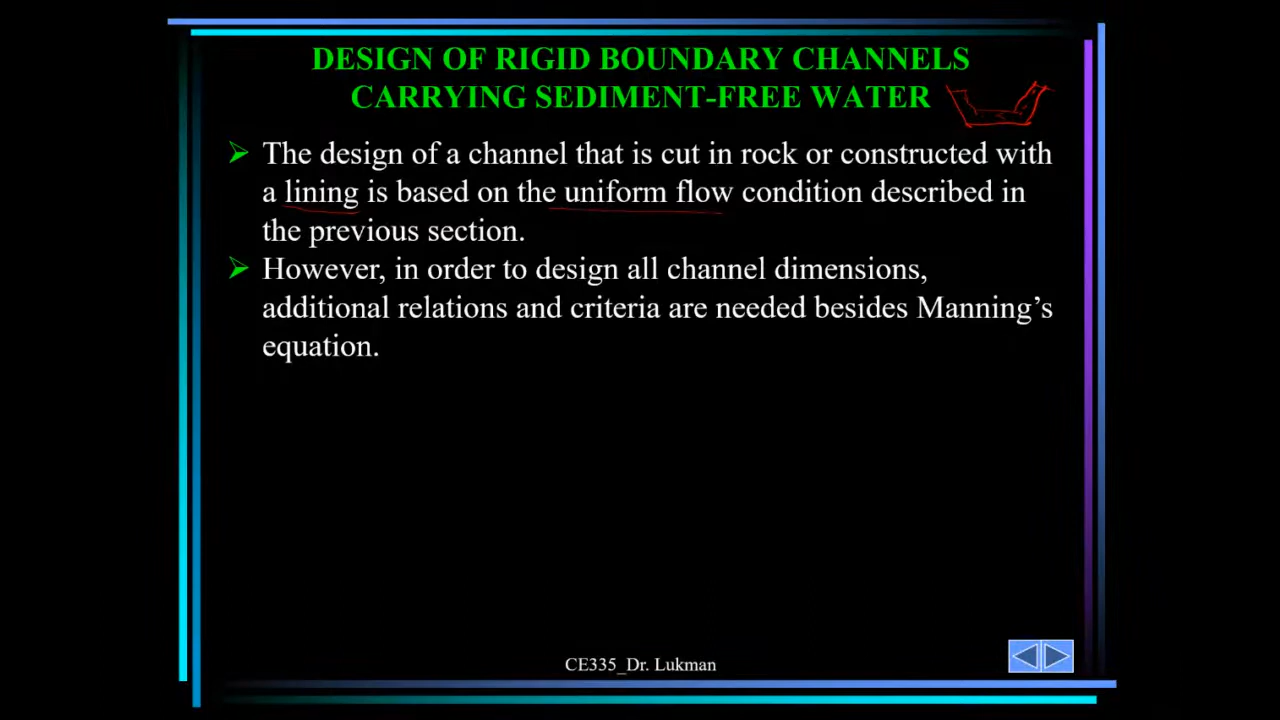 DESIGN OF RIGID BOUNDARY CHANNELS
CARRYING SEDIMENT-FREE WATER
The design of a channel that is cut in rock or constructed with
a lining is based on the uniform flow condition described in
the previous section.
However, in order to design all channel dimensions,
additional relations and criteria are needed besides Manning’s
equation.
CE335_Dr. Lukman